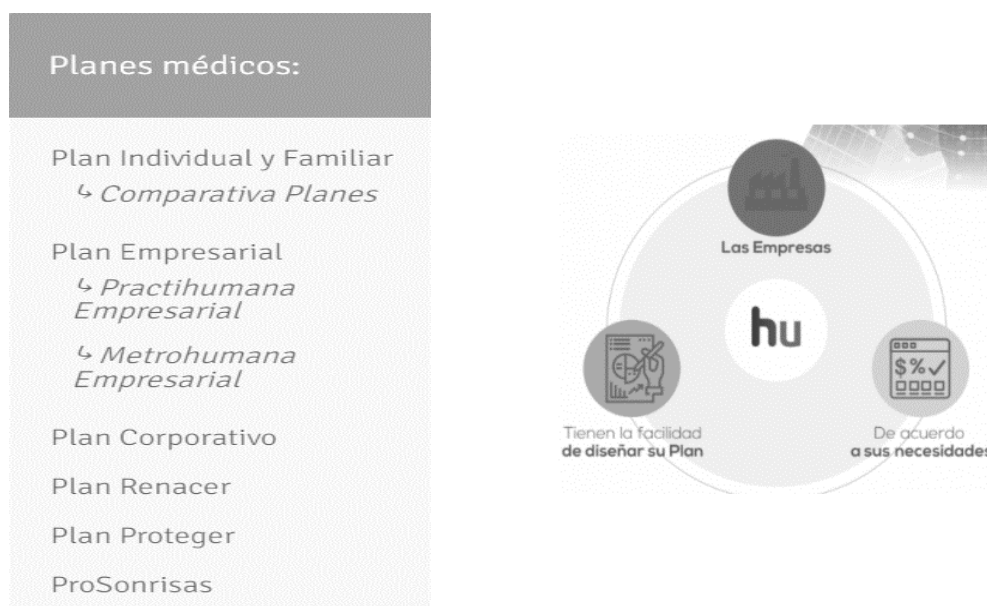 Planes médicos:
Plan Individual y Familiar
↳ Comparativa Planes
Plan Empresarial
↳ Practihumana
Empresarial
↳ Metrohumana
Empresarial
Plan Corporativo
Plan Renacer
Plan Proteger
ProSonrisas
Las Empresas
hu
$%✓
Tienen la facilidad
de diseñar su Plan
De acuerdo
a sus necesidades